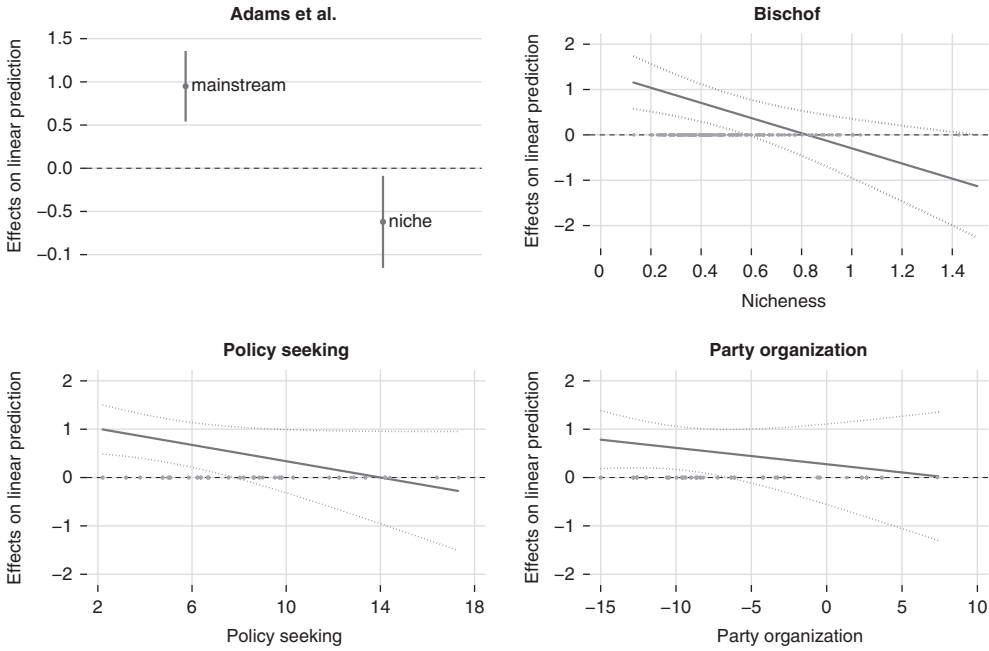 Adams et al.
Effects on linear prediction
1.5
1.0
0.5
0.0
−0.5
−0.1
mainstream
niche
Bischof
Effects on linear prediction
2
1
0
−1
−2
0 0.2 0.4 0.6 0.8 1 1.2 1.4
Nicheness
Policy seeking
Effects on linear prediction
2
1
0
−1
−2
2 6 10 14 18
Policy seeking
Party organization
Effects on linear prediction
2
1
0
−1
−2
−15 −10 −5 0 5 10
Party organization